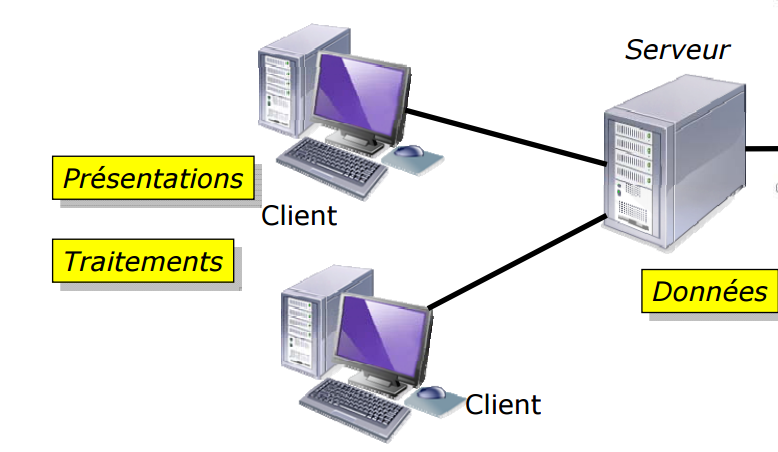 Serveur
Présentations
Client
Traitements
Données
Client